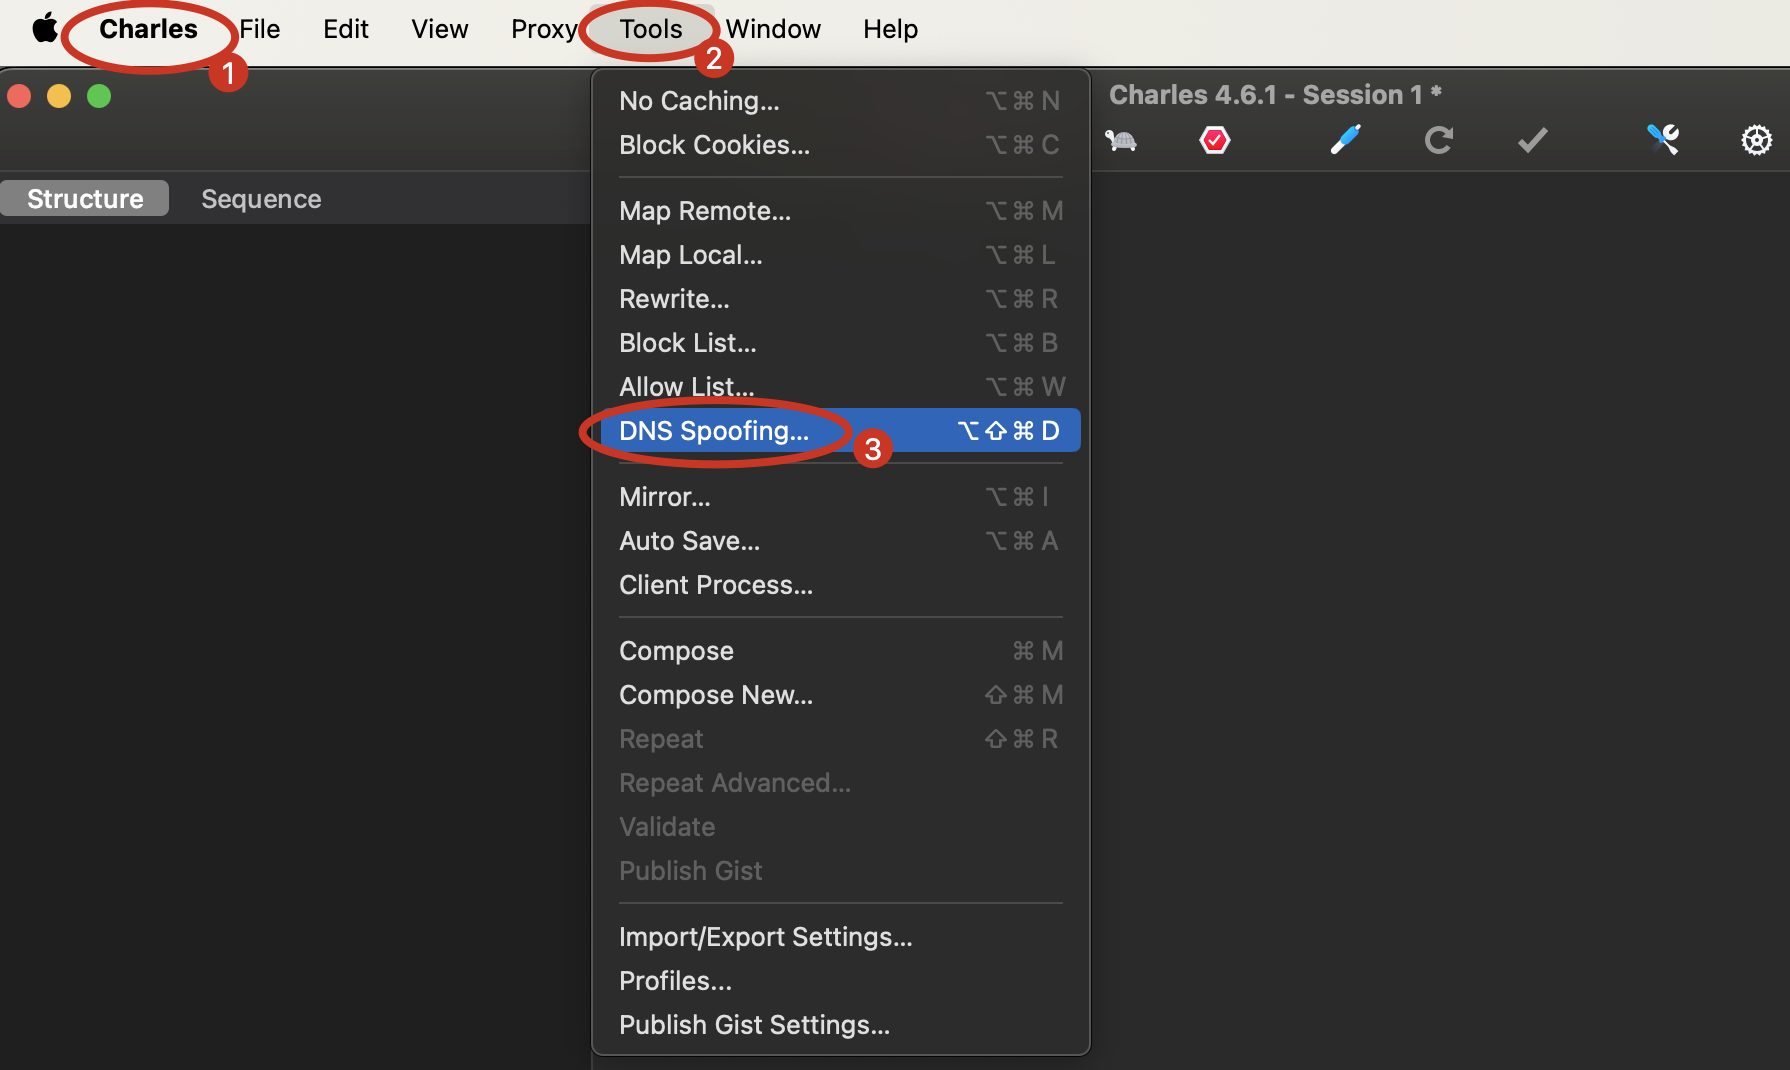 Charles File Edit View Proxy Tools Window Help
1 2
Charles 4.6.1 - Session 1 *
Structure Sequence
No Caching... ⌥⌘N
Block Cookies... ⌥⌘C
Map Remote... ⌥⌘M
Map Local... ⌥⌘L
Rewrite... ⌥⌘R
Block List... ⌥⌘B
Allow List... ⌥⌘W
DNS Spoofing... ⌥⇧⌘D
3
Mirror... ⌥⌘I
Auto Save... ⌥⌘A
Client Process...
Compose ⌘M
Compose New... ⇧⌘M
Repeat ⇧⌘R
Repeat Advanced...
Validate
Publish Gist
Import/Export Settings...
Profiles...
Publish Gist Settings...